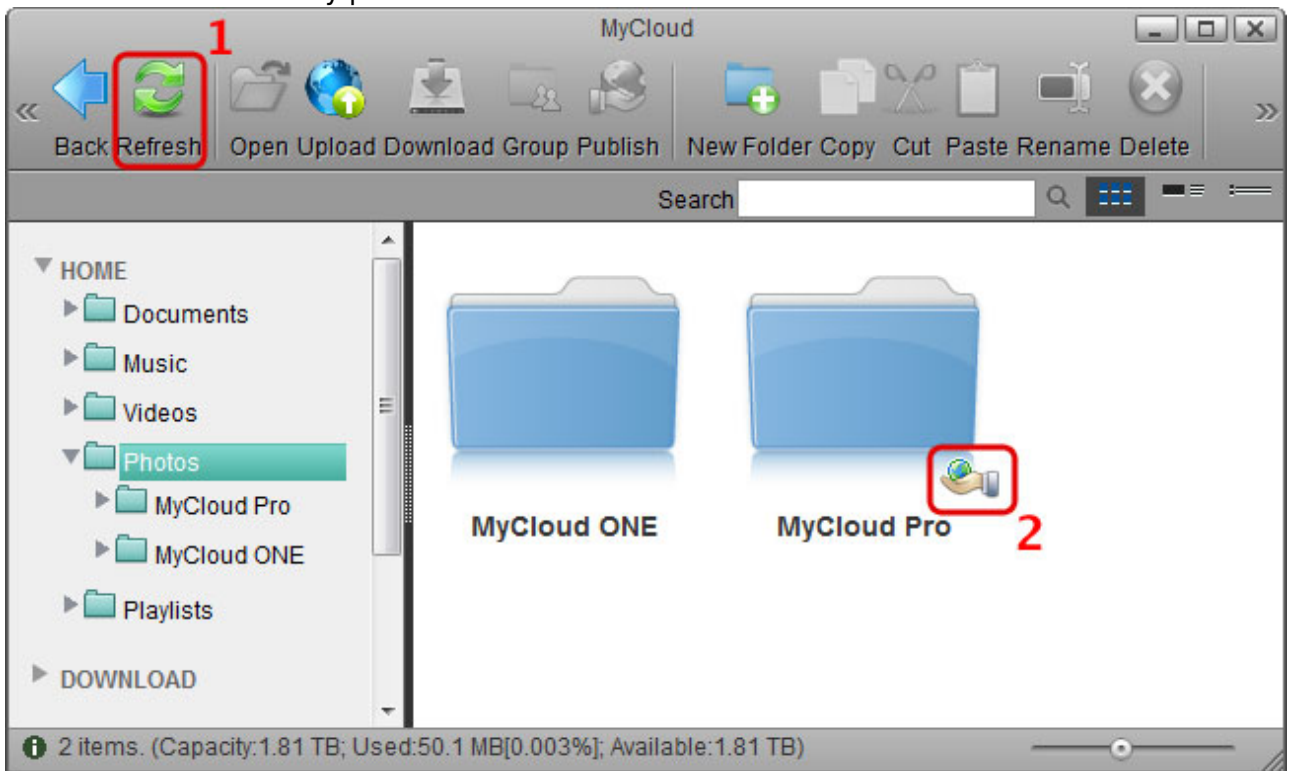 MyCloud
1
Back Refresh Open Upload Download Group Publish New Folder Copy Cut Paste Rename Delete
Search
HOME
Documents
Music
Videos
Photos
MyCloud Pro
MyCloud ONE
Playlists
DOWNLOAD
MyCloud ONE MyCloud Pro
2
2 items. (Capacity:1.81 TB; Used:50.1 MB[0.003%]; Available:1.81 TB)